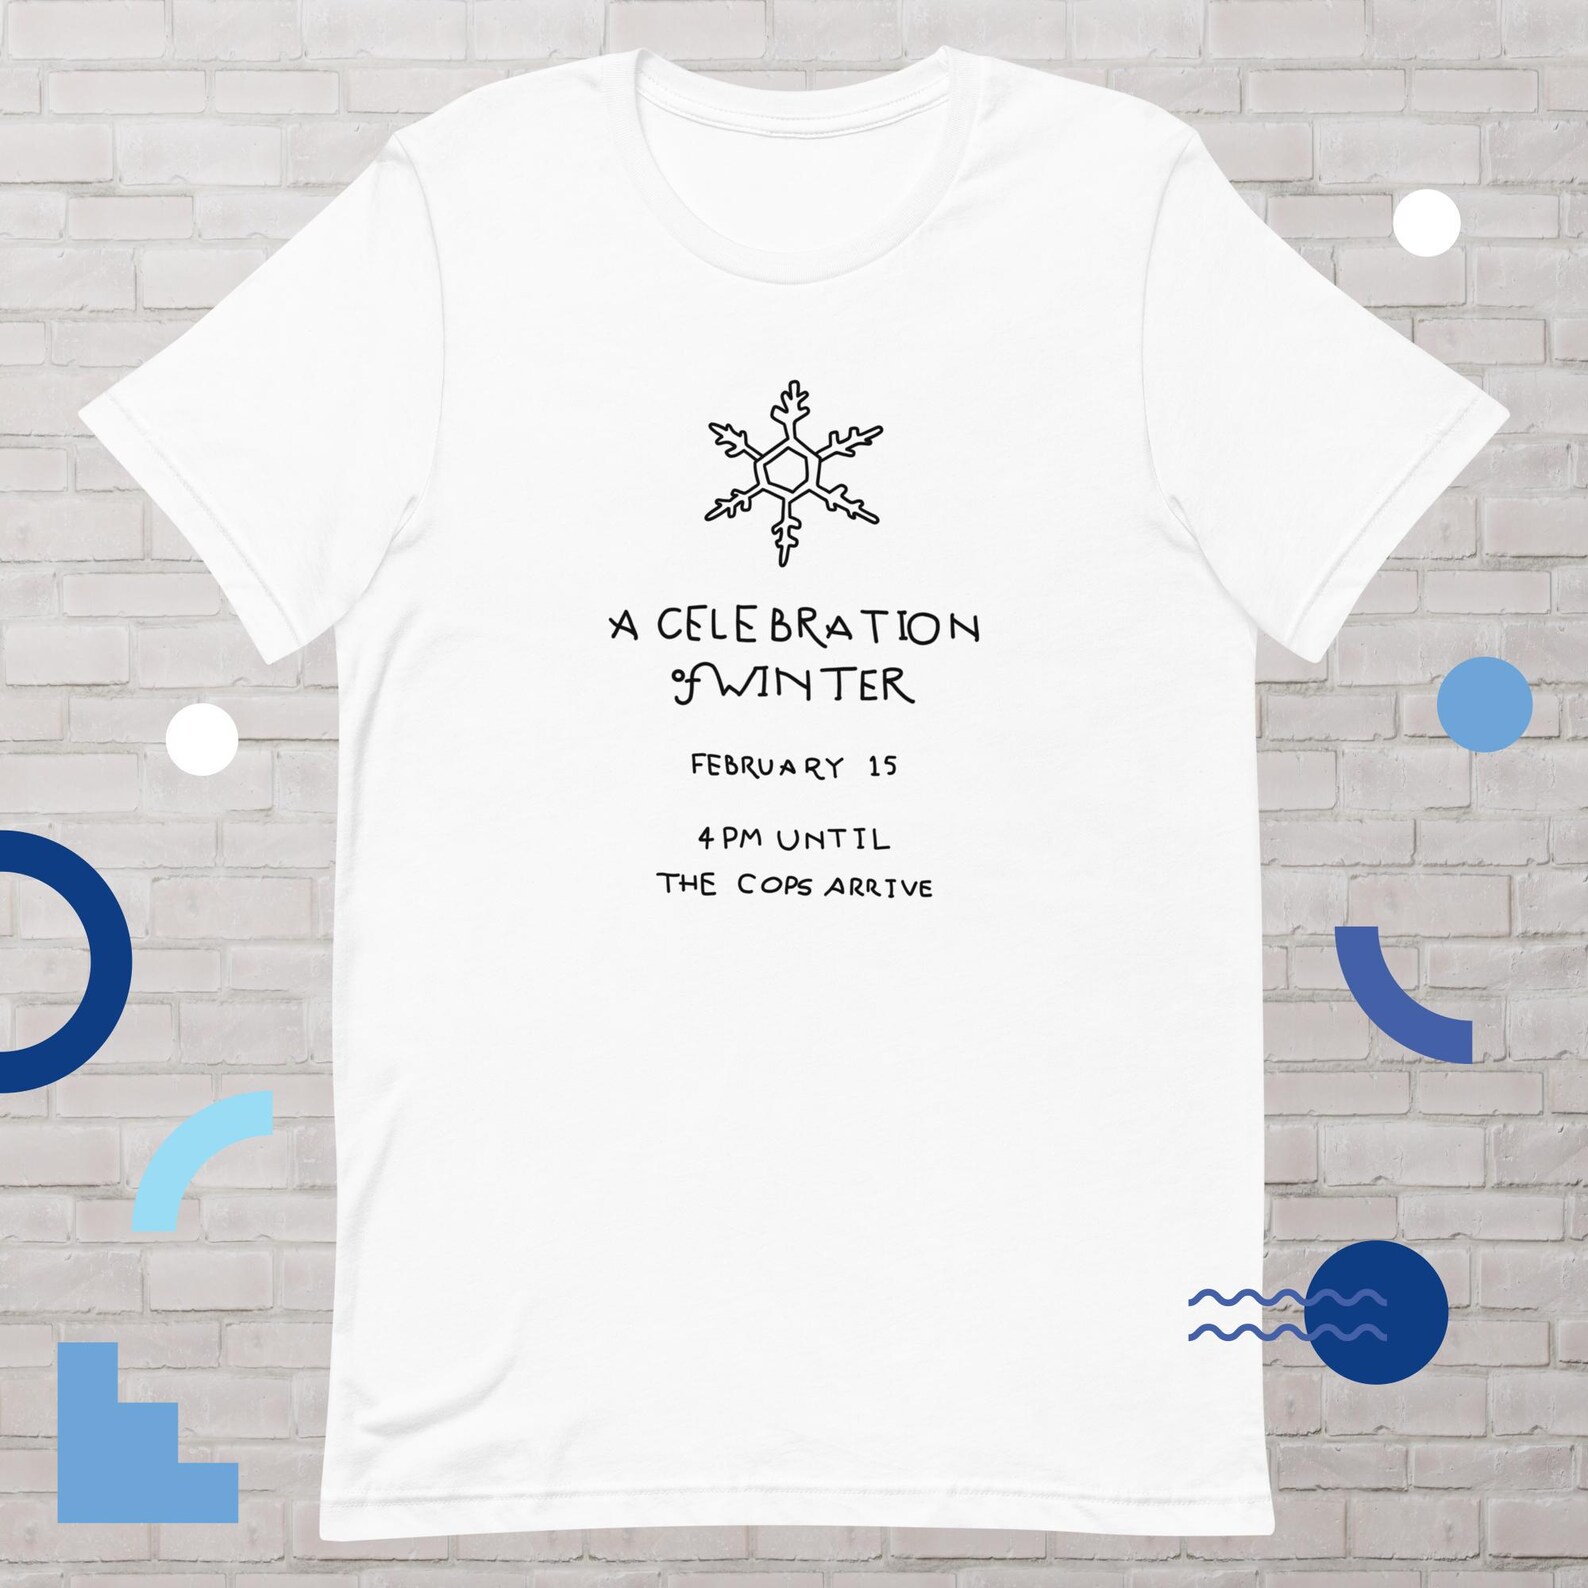 A CELEBRATION
of WINTER
FEBRUARY 15
4PM UNTIL
THE COPS ARRIVE